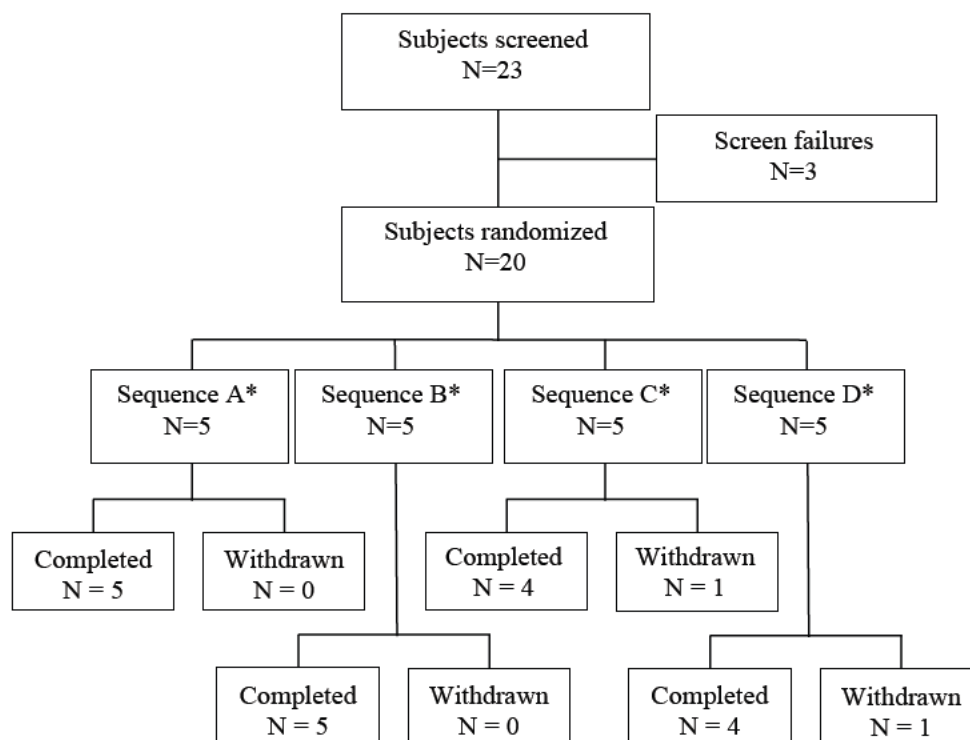 Subjects screened
N=23
Screen failures
N=3
Subjects randomized
N=20
Sequence A*
N=5
Sequence B*
N=5
Sequence C*
N=5
Sequence D*
N=5
Completed
N = 5
Withdrawn
N = 0
Completed
N = 4
Withdrawn
N = 1
Completed
N = 5
Withdrawn
N = 0
Completed
N = 4
Withdrawn
N = 1